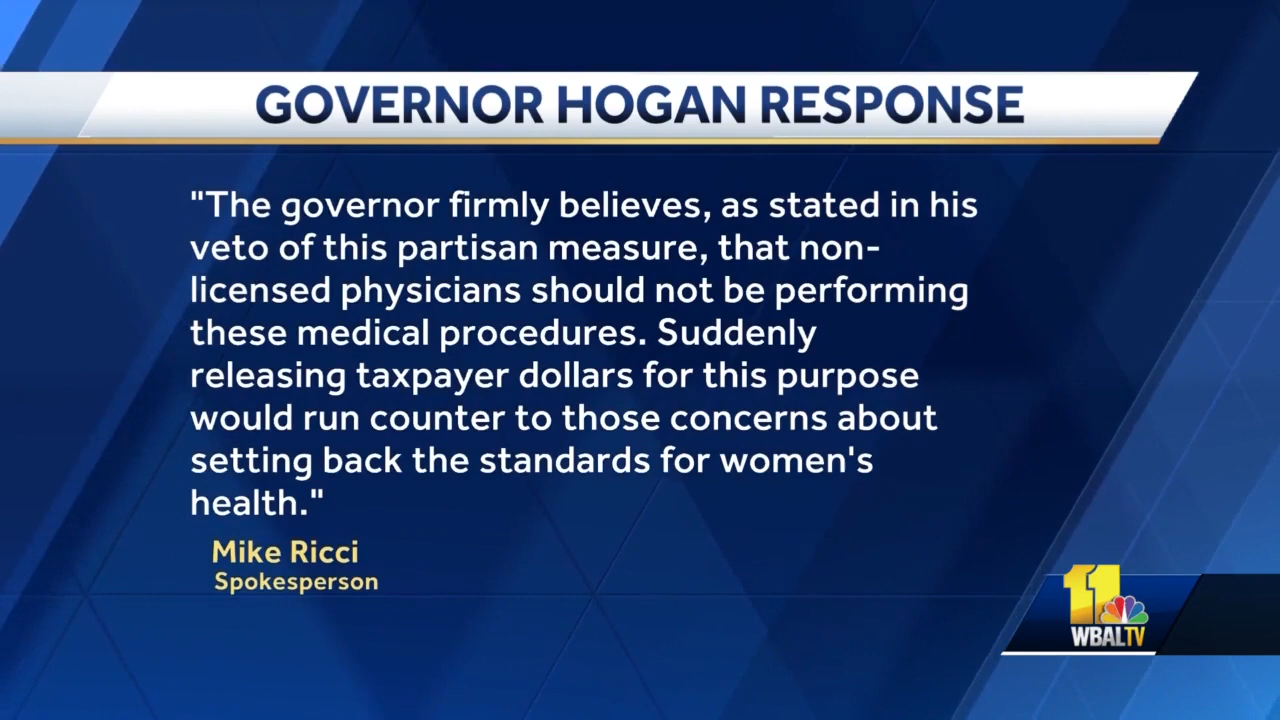 GOVERNOR HOGAN RESPONSE
"The governor firmly believes, as stated in his
veto of this partisan measure, that non-
licensed physicians should not be performing
these medical procedures. Suddenly
releasing taxpayer dollars for this purpose
would run counter to those concerns about
setting back the standards for women's
health."
Mike Ricci
Spokesperson
11
WBALTV